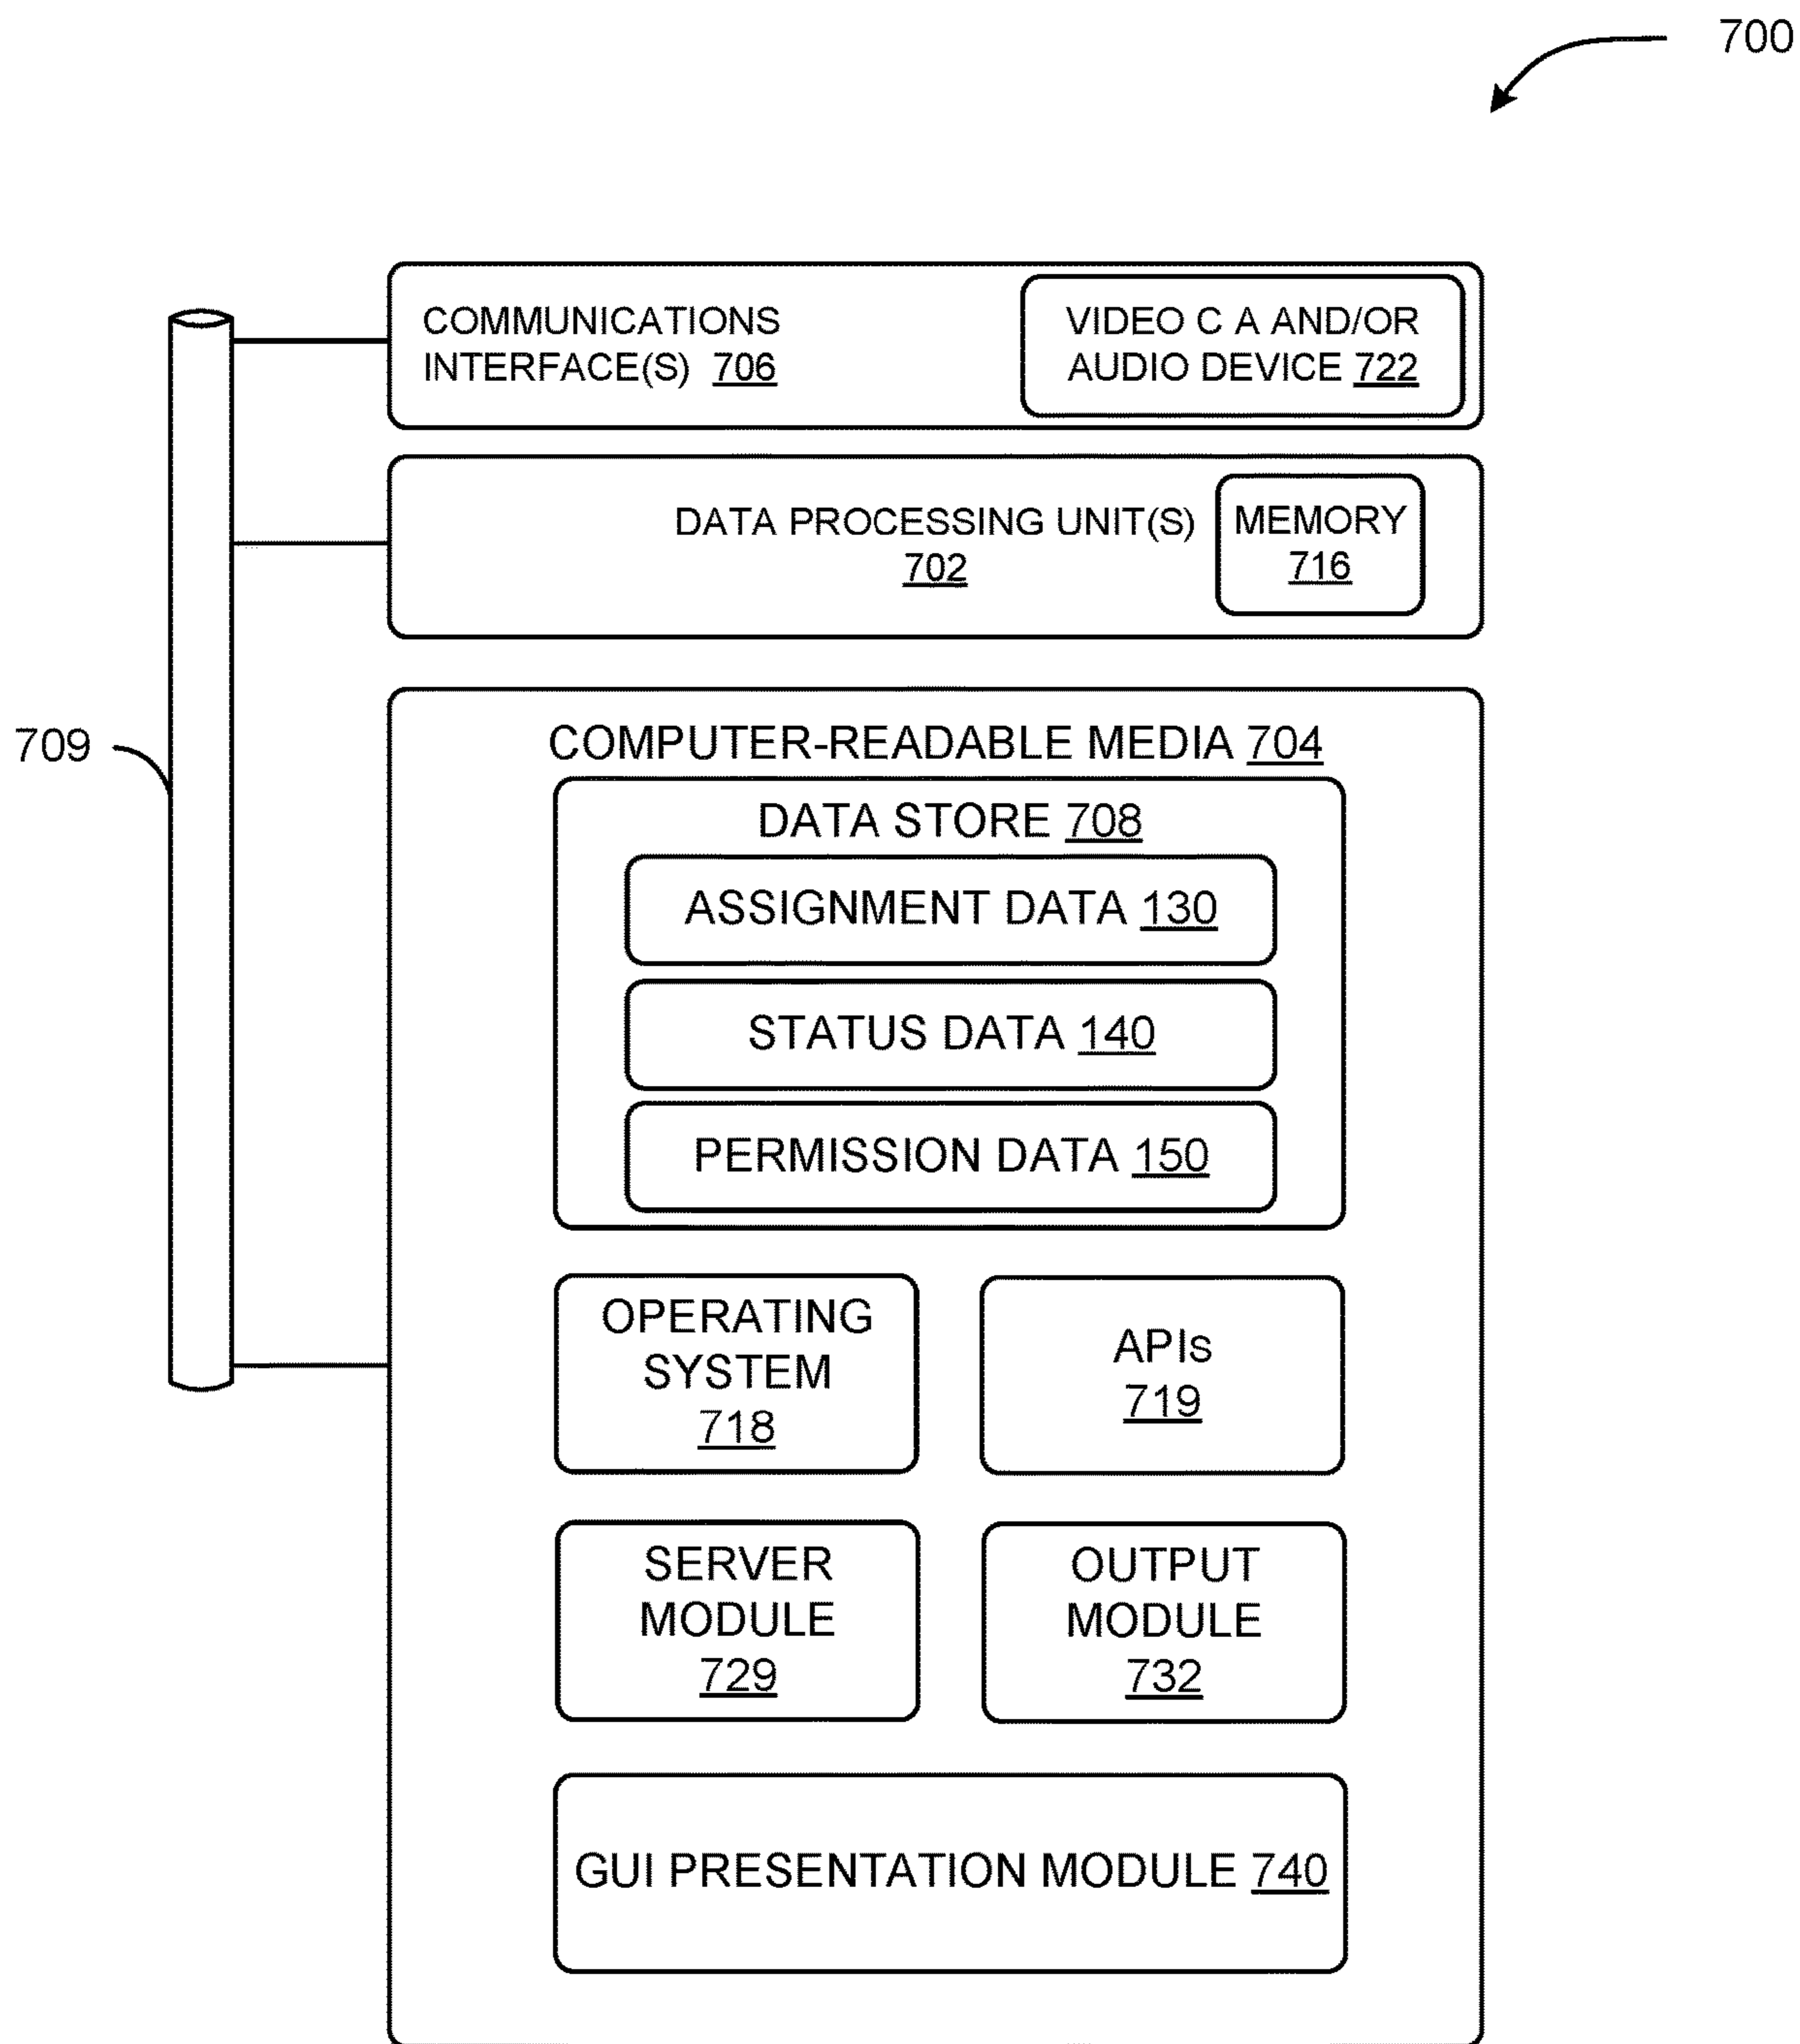 700
COMMUNICATIONS
INTERFACE(S) 706
VIDEO C A AND/OR
AUDIO DEVICE 722
DATA PROCESSING UNIT(S)
702
MEMORY
716
709
COMPUTER-READABLE MEDIA 704
DATA STORE 708
ASSIGNMENT DATA 130
STATUS DATA 140
PERMISSION DATA 150
OPERATING
SYSTEM
718
APIs
719
SERVER
MODULE
729
OUTPUT
MODULE
732
GUI PRESENTATION MODULE 740